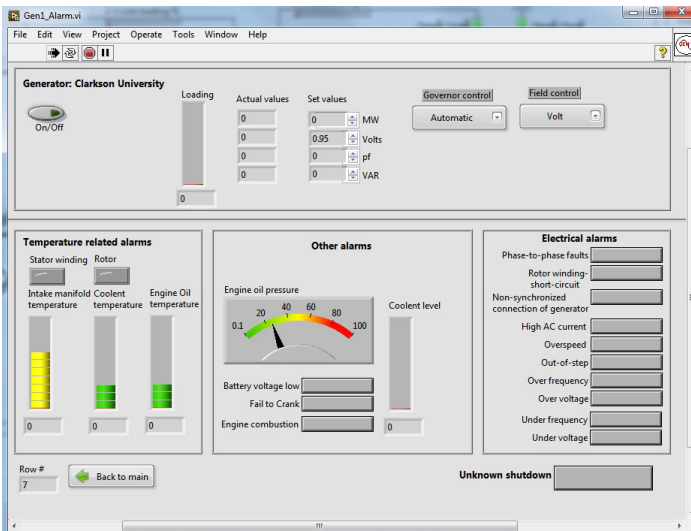 Gen1_Alarm.vi
File Edit View Project Operate Tools Window Help
Generator: Clarkson University
On/Off
Loading
0
Actual values
0
0
0
0
Set values
0 MW
0.95 Volts
0 pf
0 VAR
Governor control
Automatic
Field control
Volt
Temperature related alarms
Stator winding Rotor
Intake manifold temperature
Coolent temperature
Engine Oil temperature
0 0 0
Other alarms
Engine oil pressure
0.1 20 40 60 80 100
Coolent level
0
Battery voltage low
Fail to Crank
Engine combustion
Electrical alarms
Phase-to-phase faults
Rotor winding-
short-circuit
Non-synchronized
connection of generator
High AC current
Overspeed
Out-of-step
Over frequency
Over voltage
Under frequency
Under voltage
Row #
7
Back to main
Unknown shutdown